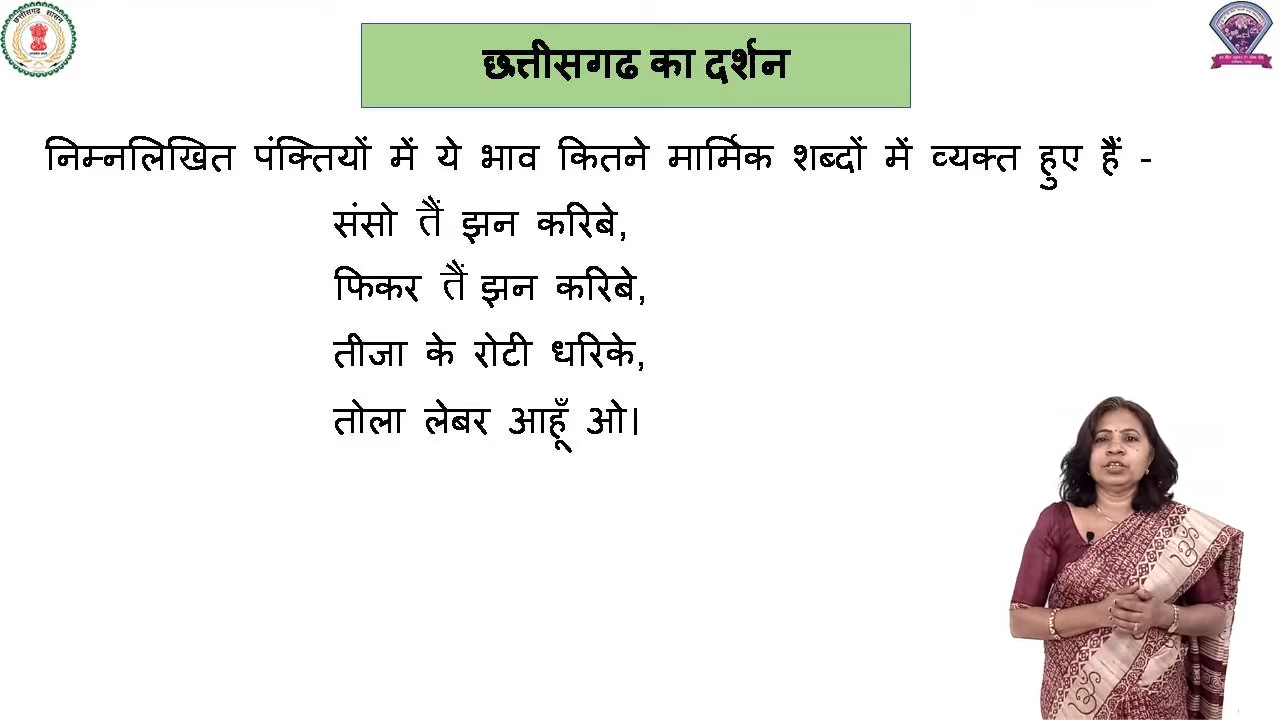 छत्तीसगढ का दर्शन
निम्नलिखित पंक्तियों में ये भाव कितने मार्मिक शब्दों में व्यक्त हुए हैं -
संसो तैं झन करिबे,
फिकर तैं झन करिबे,
तीजा के रोटी धरिके,
तोला लेबर आहूँ ओ।